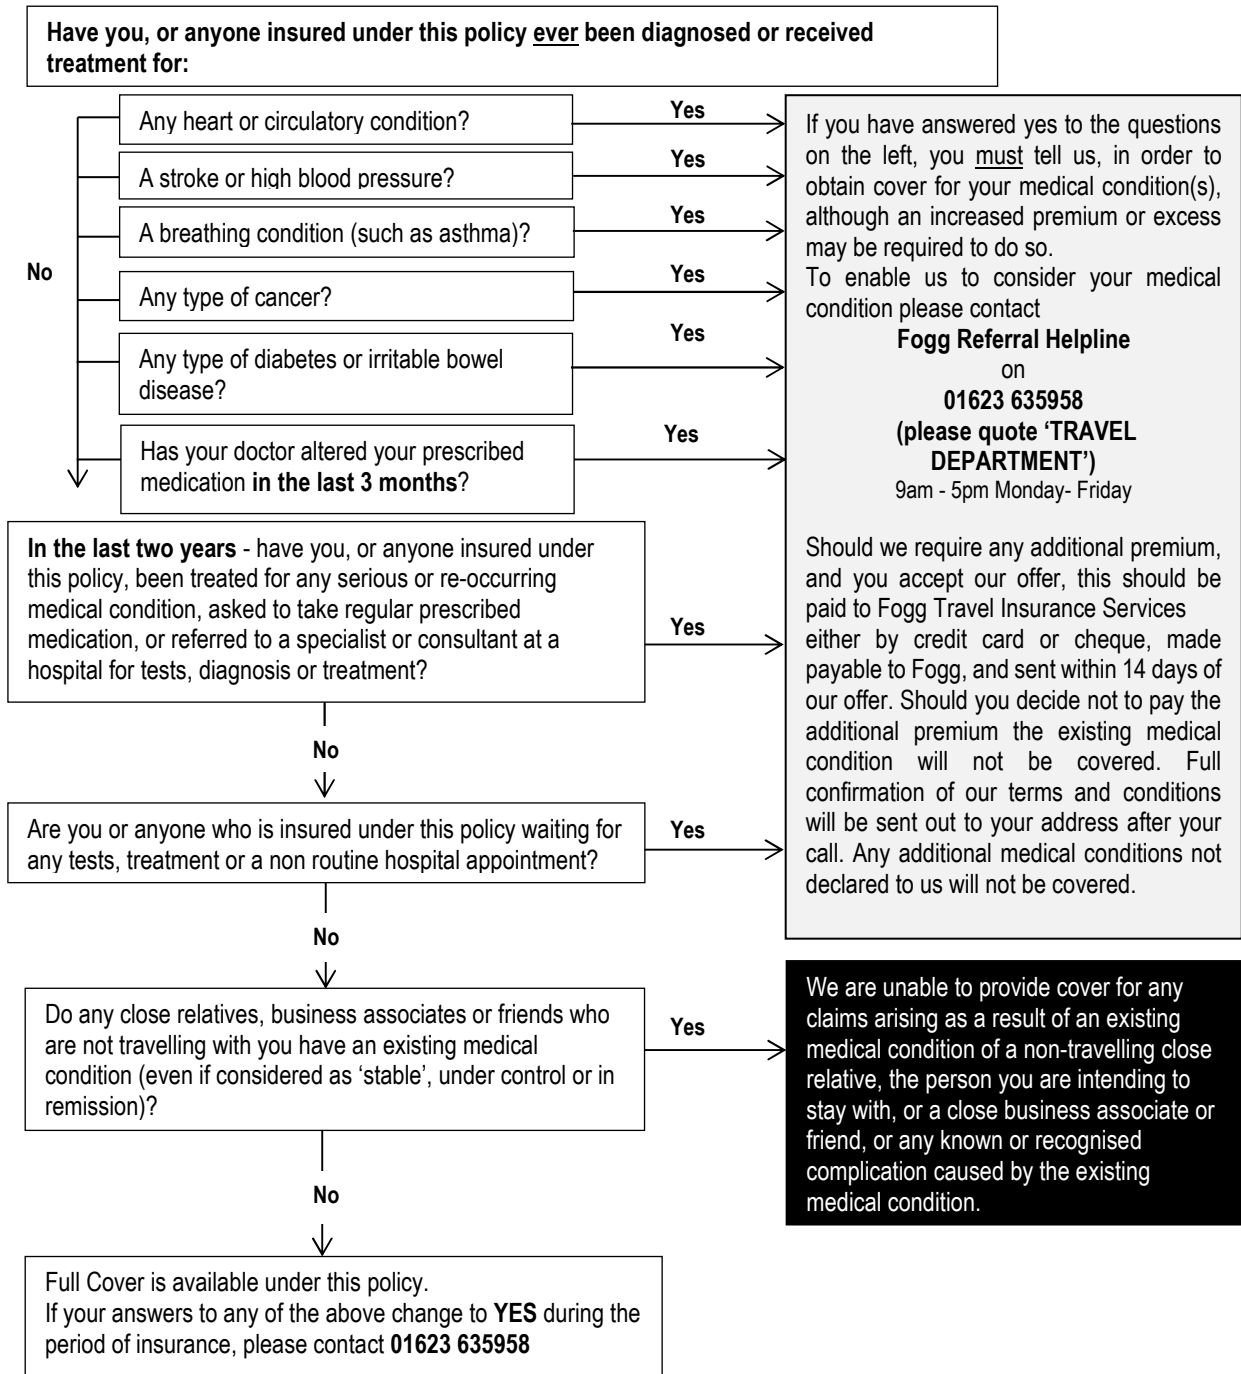 Have you, or anyone insured under this policy ever been diagnosed or received
treatment for:
Any heart or circulatory condition?
Yes
A stroke or high blood pressure?
Yes
A breathing condition (such as asthma)?
Yes
No
Any type of cancer?
Yes
Any type of diabetes or irritable bowel
disease?
Yes
Has your doctor altered your prescribed
medication in the last 3 months?
Yes
If you have answered yes to the questions
on the left, you must tell us, in order to
obtain cover for your medical condition(s),
although an increased premium or excess
may be required to do so.
To enable us to consider your medical
condition please contact
Fogg Referral Helpline
on
01623 635958
(please quote ‘TRAVEL
DEPARTMENT’)
9am - 5pm Monday- Friday
Should we require any additional premium,
and you accept our offer, this should be
paid to Fogg Travel Insurance Services
either by credit card or cheque, made
payable to Fogg, and sent within 14 days of
our offer. Should you decide not to pay the
additional premium the existing medical
condition will not be covered. Full
confirmation of our terms and conditions
will be sent out to your address after your
call. Any additional medical conditions not
declared to us will not be covered.
In the last two years - have you, or anyone insured under
this policy, been treated for any serious or re-occurring
medical condition, asked to take regular prescribed
medication, or referred to a specialist or consultant at a
hospital for tests, diagnosis or treatment?
Yes
No
Are you or anyone who is insured under this policy waiting for
any tests, treatment or a non routine hospital appointment?
Yes
No
Do any close relatives, business associates or friends who
are not travelling with you have an existing medical
condition (even if considered as ‘stable’, under control or in
remission)?
Yes
We are unable to provide cover for any
claims arising as a result of an existing
medical condition of a non-travelling close
relative, the person you are intending to
stay with, or a close business associate or
friend, or any known or recognised
complication caused by the existing
medical condition.
No
Full Cover is available under this policy.
If your answers to any of the above change to YES during the
period of insurance, please contact 01623 635958